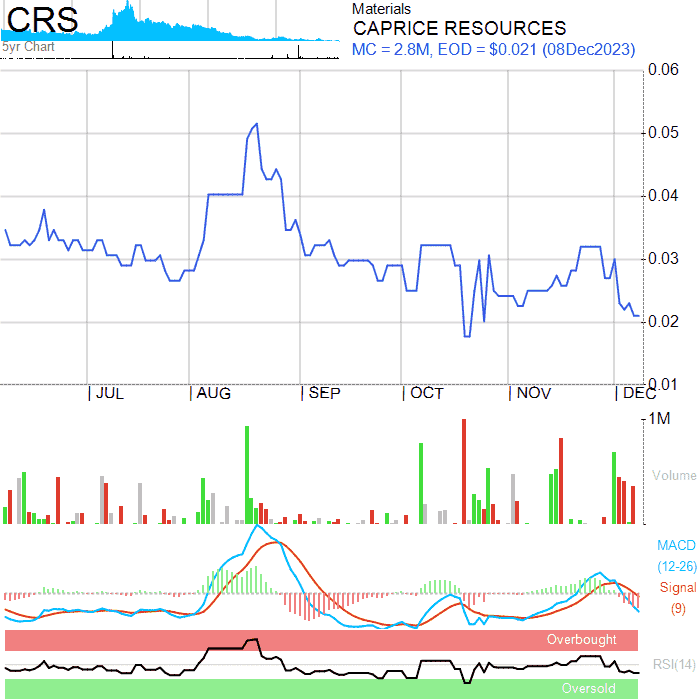 CRS
5yr Chart
Materials
CAPRICE RESOURCES
MC = 2.8M, EOD = $0.021 (08Dec2023)
0.06
0.05
0.04
0.03
0.02
0.01
JUL AUG SEP OCT NOV DEC
1M
Volume
MACD
(12-26)
Signal
(9)
Overbought
RSI(14)
Oversold